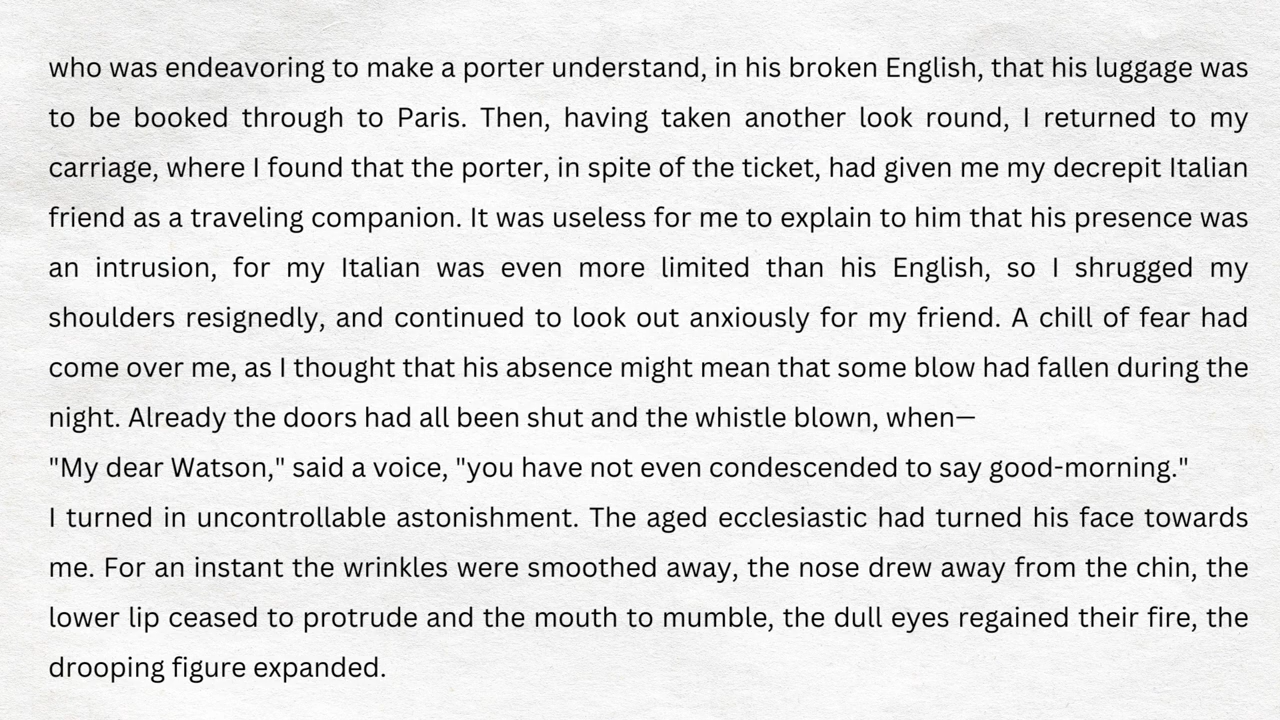 who was endeavoring to make a porter understand, in his broken English, that his luggage was
to be booked through to Paris. Then, having taken another look round, I returned to my
carriage, where I found that the porter, in spite of the ticket, had given me my decrepit Italian
friend as a traveling companion. It was useless for me to explain to him that his presence was
an intrusion, for my Italian was even more limited than his English, so I shrugged my
shoulders resignedly, and continued to look out anxiously for my friend. A chill of fear had
come over me, as I thought that his absence might mean that some blow had fallen during the
night. Already the doors had all been shut and the whistle blown, when—
"My dear Watson," said a voice, "you have not even condescended to say good-morning."
I turned in uncontrollable astonishment. The aged ecclesiastic had turned his face towards
me. For an instant the wrinkles were smoothed away, the nose drew away from the chin, the
lower lip ceased to protrude and the mouth to mumble, the dull eyes regained their fire, the
drooping figure expanded.